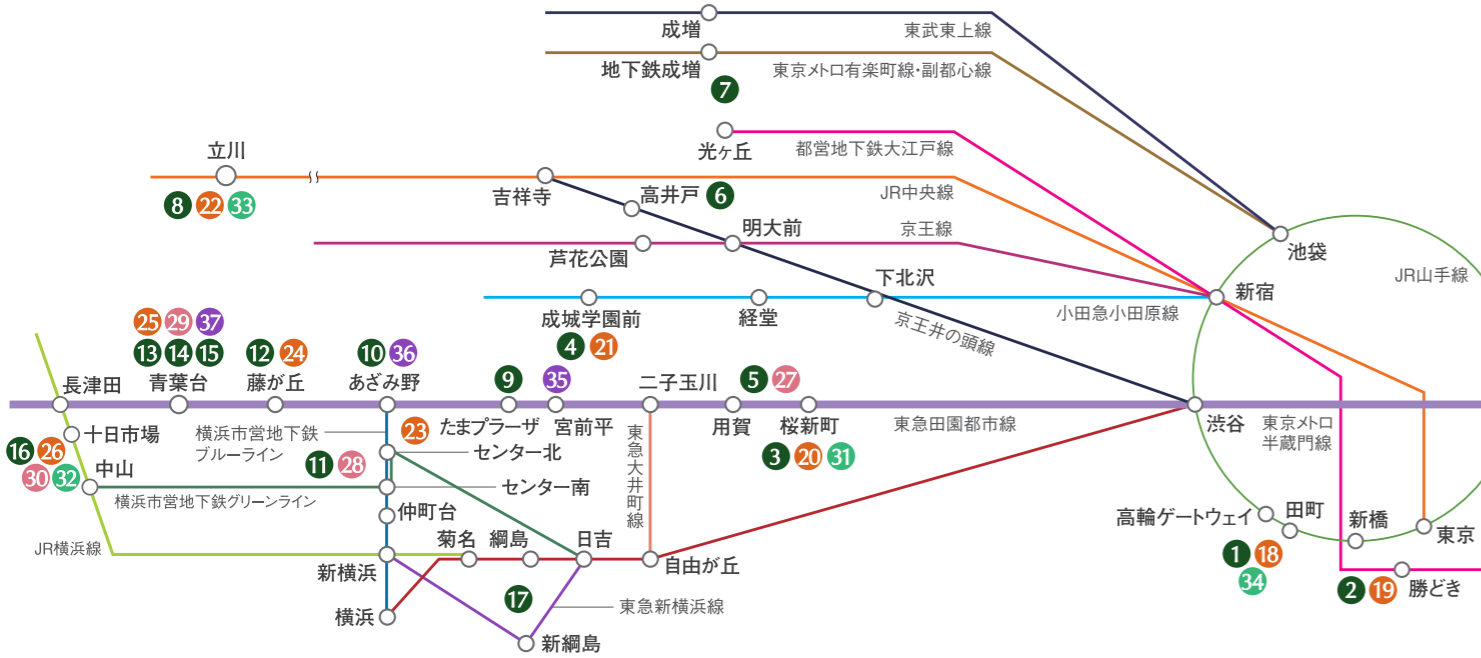 成増
東武東上線
地下鉄成増
東京メトロ有楽町線・副都心線
7
光ヶ丘
都営地下鉄大江戸線
立川
8 22 33
吉祥寺
高井戸 6
JR中央線
明大前
京王線
芦花公園
池袋
JR山手線
下北沢
新宿
成城学園前
経堂
小田急小田原線
京王井の頭線
4 21
25 29 37
13 14 15
青葉台
12 24
藤が丘
10 36
あざみ野
9
たまプラーザ
35
宮前平
二子玉川
5 27
用賀
桜新町
3 20 31
東急田園都市線
渋谷
東京メトロ
半蔵門線
長津田
十日市場
16 26
30 32
中山
横浜市営地下鉄
ブルーライン
23
センター北
11 28
センター南
横浜市営地下鉄グリーンライン
仲町台
東急大井町線
JR横浜線
新横浜
菊名
綱島
日吉
自由が丘
横浜
17
東急新横浜線
新綱島
高輪ゲートウェイ
田町
新橋
東京
1 18
34
2 19
勝どき